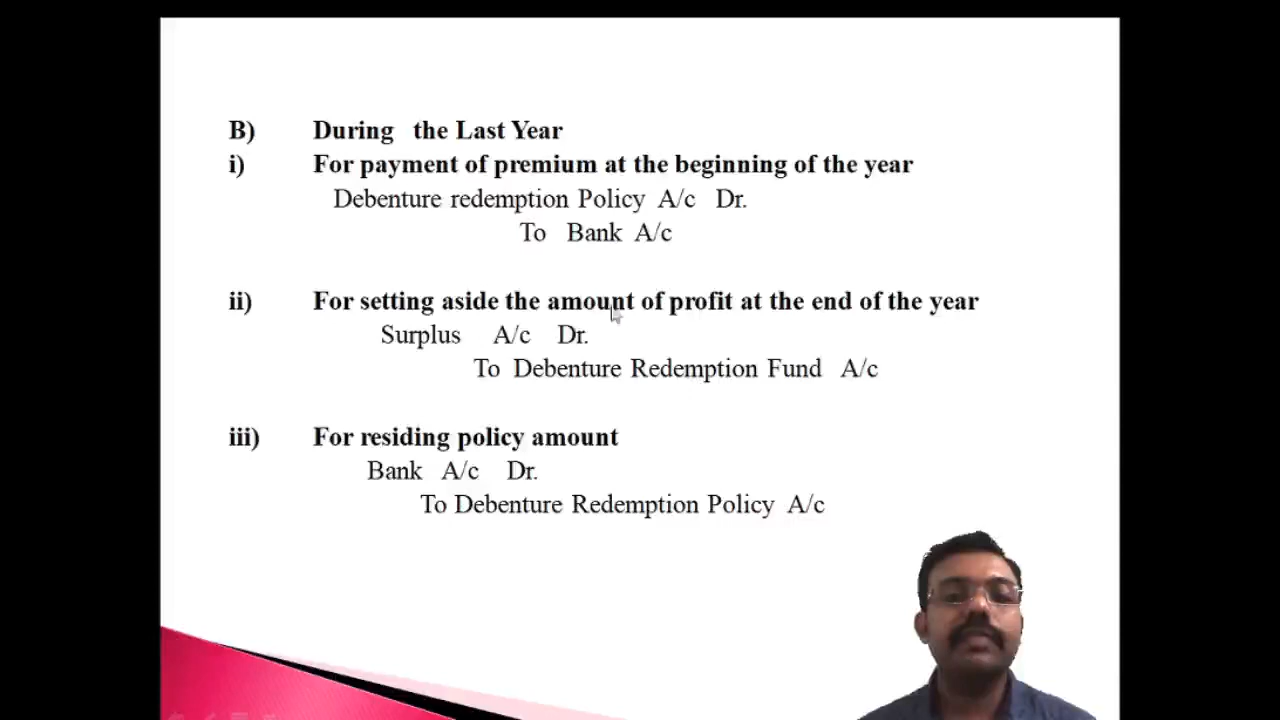 B) During the Last Year
i) For payment of premium at the beginning of the year
Debenture redemption Policy A/c Dr.
To Bank A/c
ii) For setting aside the amount of profit at the end of the year
Surplus A/c Dr.
To Debenture Redemption Fund A/c
iii) For residing policy amount
Bank A/c Dr.
To Debenture Redemption Policy A/c